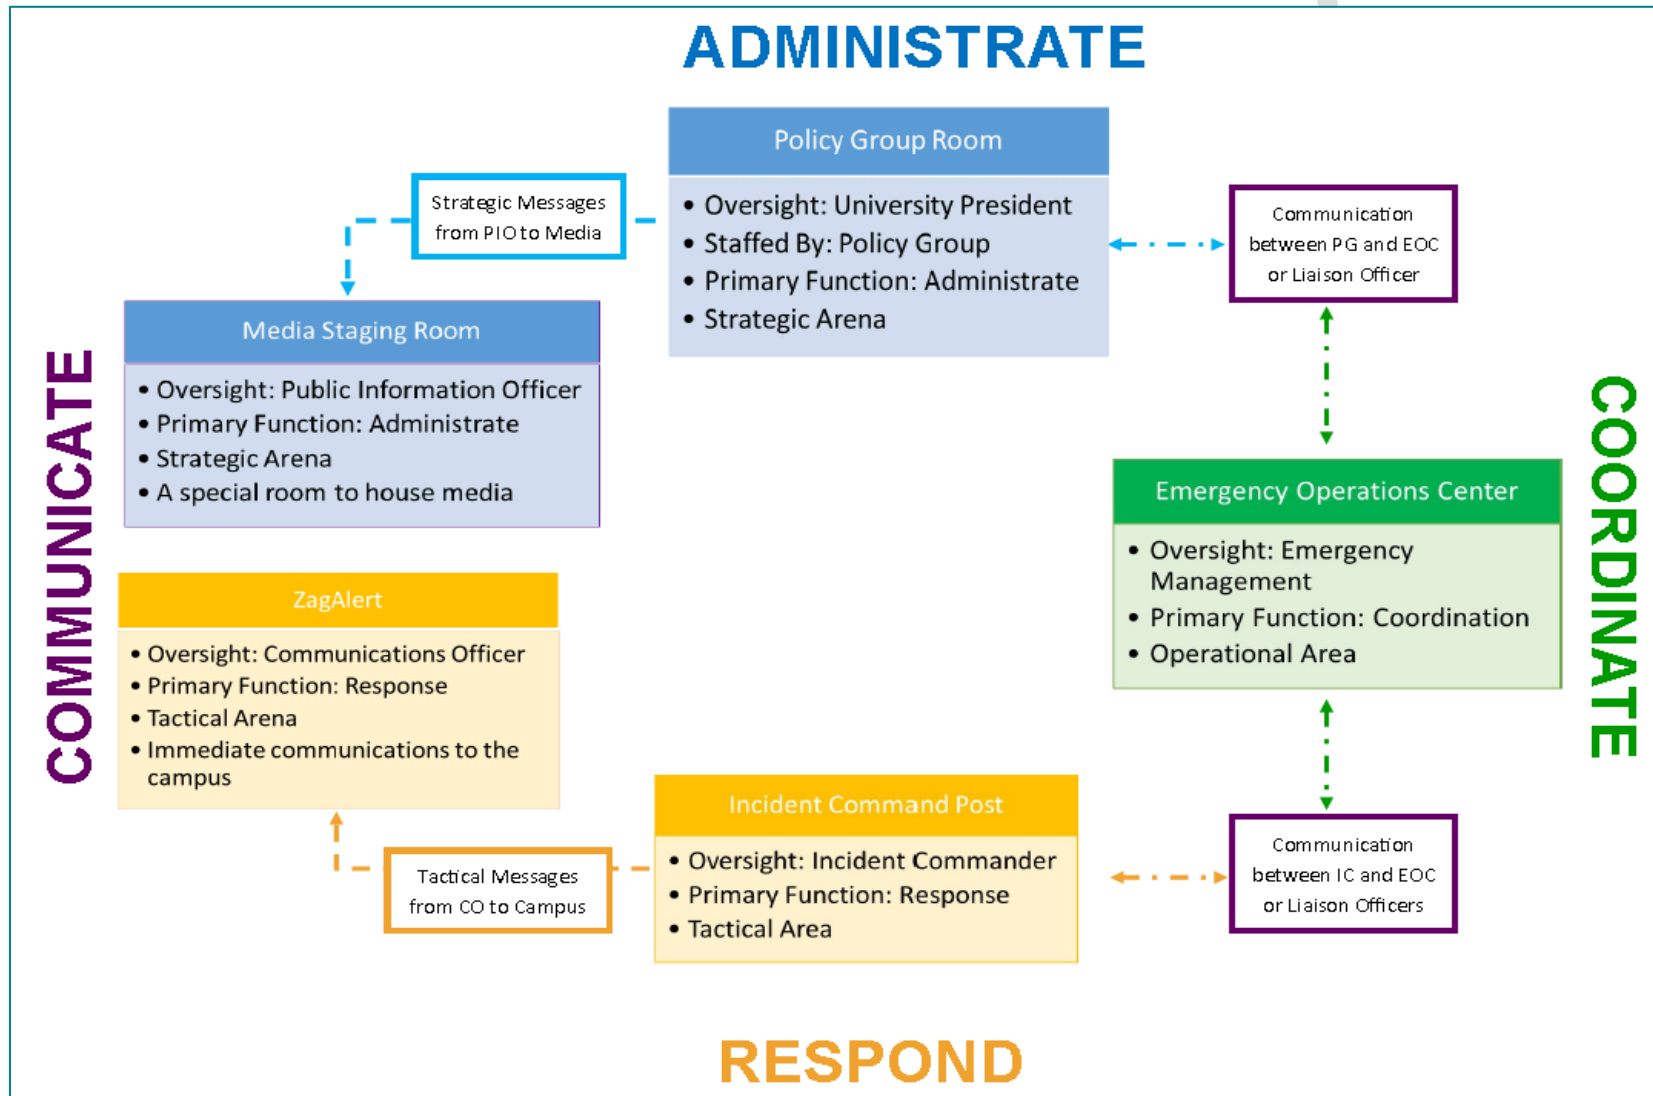 ADMINISTRATE
Policy Group Room
• Oversight: University President
• Staffed By: Policy Group
• Primary Function: Administrate
• Strategic Arena
Strategic Messages
from PIO to Media
Communication
between PG and EOC
or Liaison Officer
Media Staging Room
• Oversight: Public Information Officer
• Primary Function: Administrate
• Strategic Arena
• A special room to house media
COMMUNICATE
COORDINATE
Emergency Operations Center
• Oversight: Emergency
Management
• Primary Function: Coordination
• Operational Area
ZagAlert
• Oversight: Communications Officer
• Primary Function: Response
• Tactical Arena
• Immediate communications to the
campus
Incident Command Post
• Oversight: Incident Commander
• Primary Function: Response
• Tactical Area
Tactical Messages
from CO to Campus
Communication
between IC and EOC
or Liaison Officers
RESPOND